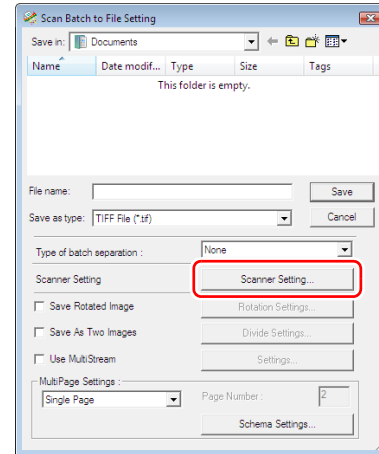 Scan Batch to File Setting
Save in: Documents
Name Date modif... Type Size Tags
This folder is empty.
File name: Save
Save as type: TIFF File (*.tif) Cancel
Type of batch separation : None
Scanner Setting Scanner Setting...
Save Rotated Image Rotation Settings...
Save As Two Images Divide Settings...
Use MultiStream Settings...
MultiPage Settings :
Single Page Page Number : 2
Schema Settings...